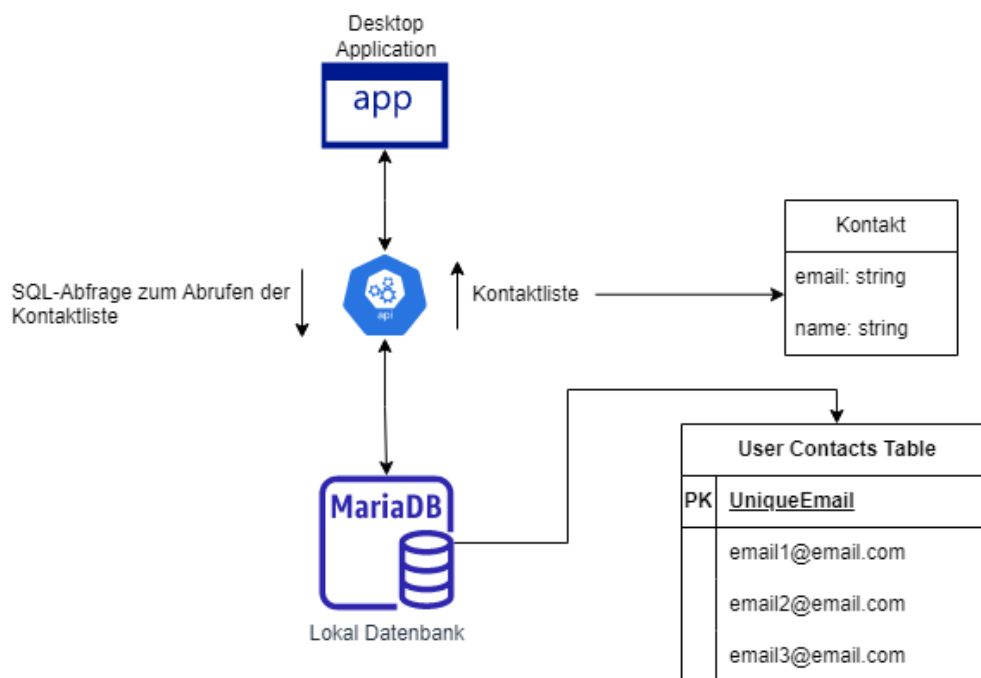 Desktop
Application
app
SQL-Abfrage zum Abrufen der
Kontaktliste
api
Kontaktliste
Kontakt
email: string
name: string
MariaDB
Lokal Datenbank
User Contacts Table
PK UniqueEmail
email1@email.com
email2@email.com
email3@email.com